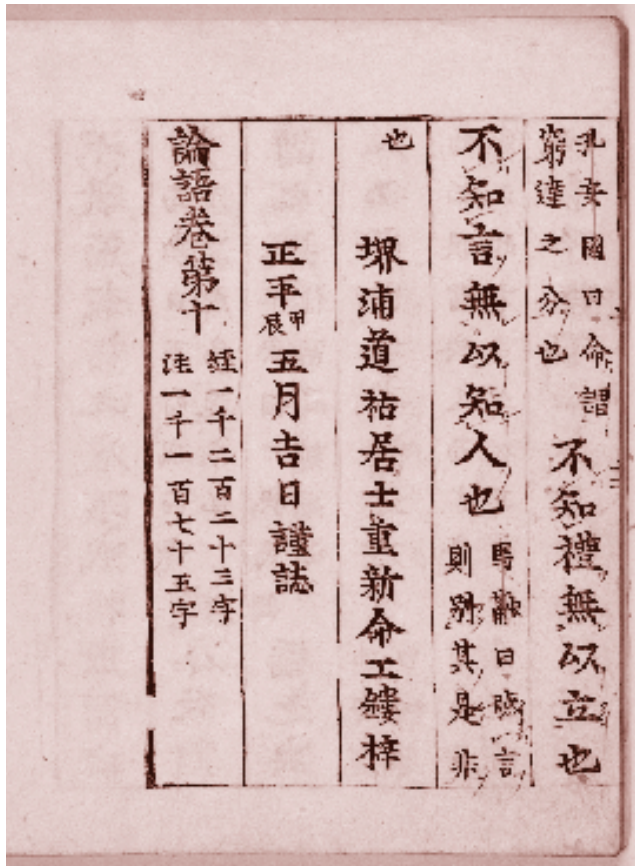 孔安國曰命謂
窮達之分也
不知禮無以立也
不知言無以知人也
馬融曰聽言
則別其是非
也
堺浦道祐居士重新命工鏤梓
正平甲辰五月吉日謹誌
論語卷第十
經一千二百二十三字
注一千一百七十五字